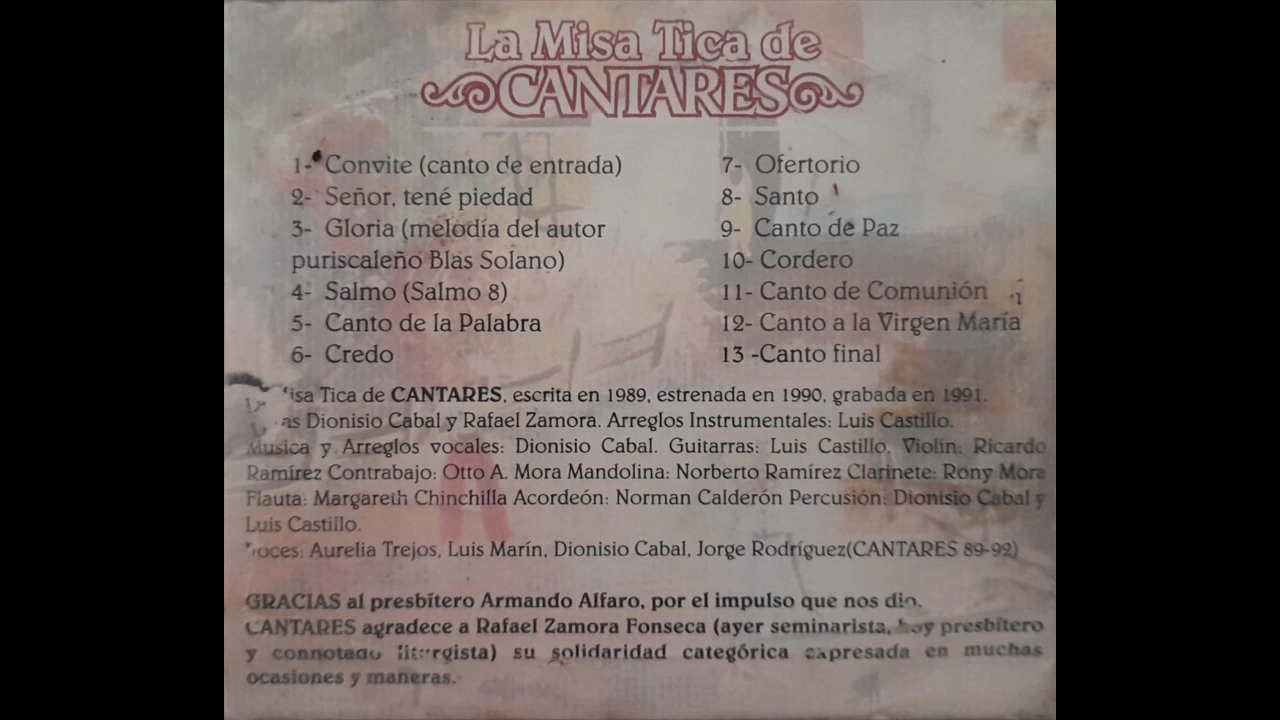 La Misa Tica de
CANTARES
1- Convite (canto de entrada)
2- Señor, tené piedad
3- Gloria (melodía del autor
puriscaleño Blas Solano)
4- Salmo (Salmo 8)
5- Canto de la Palabra
6- Credo
7- Ofertorio
8- Santo
9- Canto de Paz
10- Cordero
11- Canto de Comunión
12- Canto a la Virgen María
13 -Canto final
Tica de CANTARES, escrita en 1989, estrenada en 1990, grabada en 1991.
Dionisio Cabal y Rafael Zamora. Arreglos Instrumentales: Luis Castillo.
Musica y Arreglos vocales: Dionisio Cabal. Guitarras: Luis Castillo. Violín: Ricardo
Ramírez Contrabajo: Otto A. Mora Mandolina: Norberto Ramírez Clarinete: Rony Mora
Flauta: Margareth Chinchilla Acordeón: Norman Calderón Percusión: Dionisio Cabal y
Luis Castillo.
Voces: Aurelia Trejos, Luis Marín, Dionisio Cabal, Jorge Rodríguez(CANTARES 89-92)
GRACIAS al presbítero Armando Alfaro, por el impulso que nos dio.
CANTARES agradece a Rafael Zamora Fonseca (ayer seminarista, hoy presbítero
y connotado liturgista) su solidaridad categórica expresada en muchas
ocasiones y maneras.